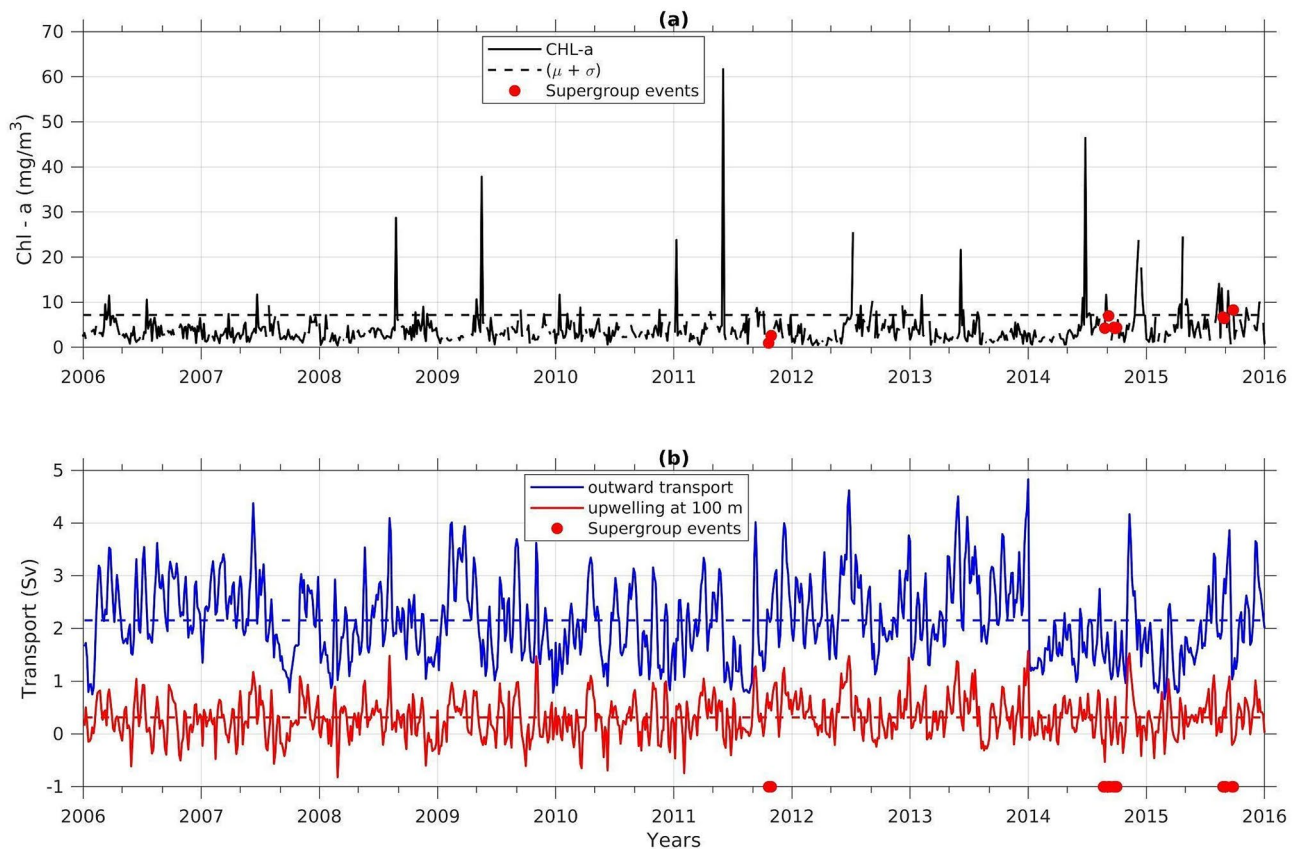 (a)
70
60
50
40
30
20
10
0
Chl - a (mg/m³)
CHL-a
(μ + σ)
Supergroup events
2006 2007 2008 2009 2010 2011 2012 2013 2014 2015 2016
(b)
5
4
3
2
1
0
-1
Transport (Sv)
outward transport
upwelling at 100 m
Supergroup events
2006 2007 2008 2009 2010 2011 2012 2013 2014 2015 2016
Years